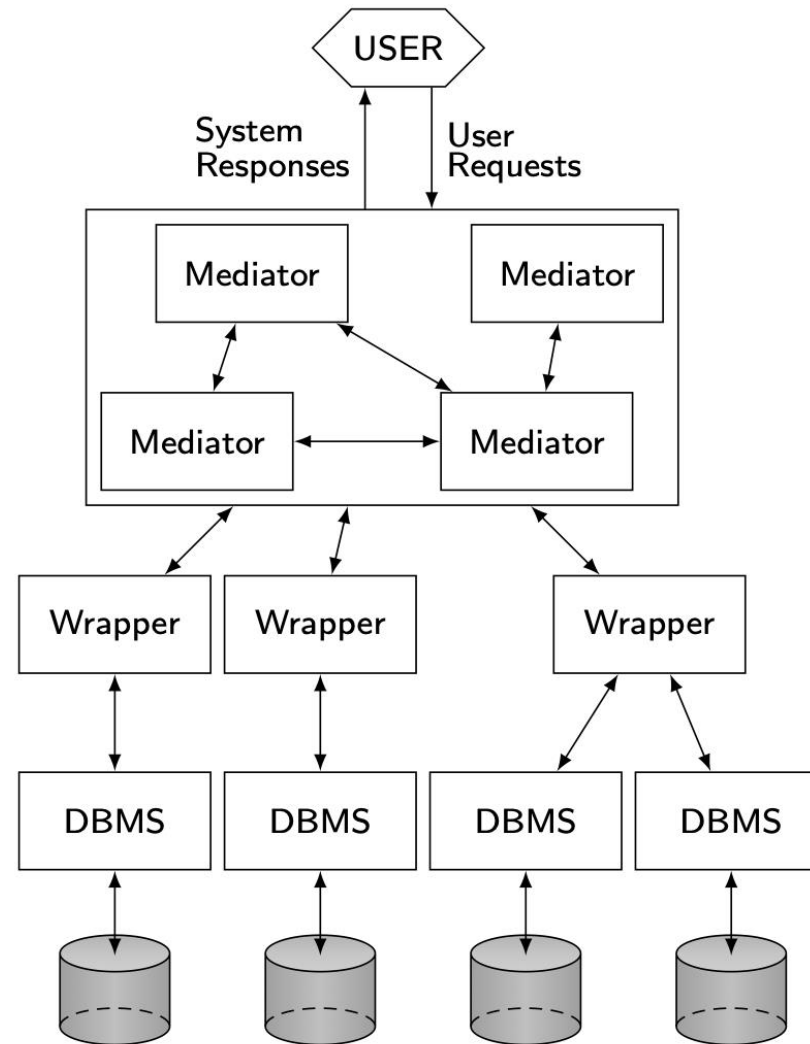 USER
System
Responses
User
Requests
Mediator
Mediator
Mediator
Mediator
Wrapper
Wrapper
Wrapper
DBMS
DBMS
DBMS
DBMS